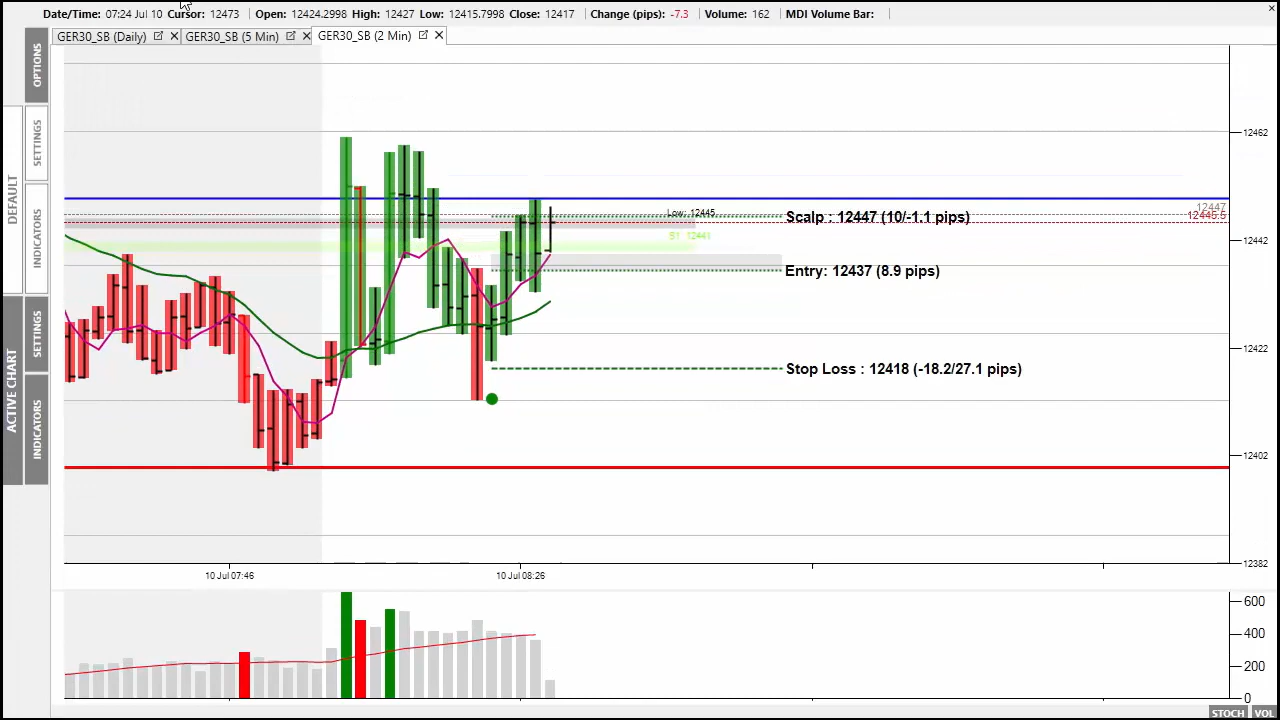 Date/Time: 07:24 Jul 10 Cursor: 12473 Open: 12424.2998 High: 12427 Low: 12415.7998 Close: 12417 Change (pips): -7.3 Volume: 162 MDI Volume Bar:
GER30_SB (Daily) GER30_SB (5 Min) GER30_SB (2 Min)
OPTIONS
SETTINGS
DEFAULT
INDICATORS
SETTINGS
ACTIVE CHART
INDICATORS
12462
12447
Low: 12445
Scalp : 12447 (10/-1.1 pips)
12445.5
S1 12441
12442
Entry: 12437 (8.9 pips)
12422
Stop Loss : 12418 (-18.2/27.1 pips)
12402
12382
10 Jul 07:46 10 Jul 08:26
600
400
200
0
STOCH VOL